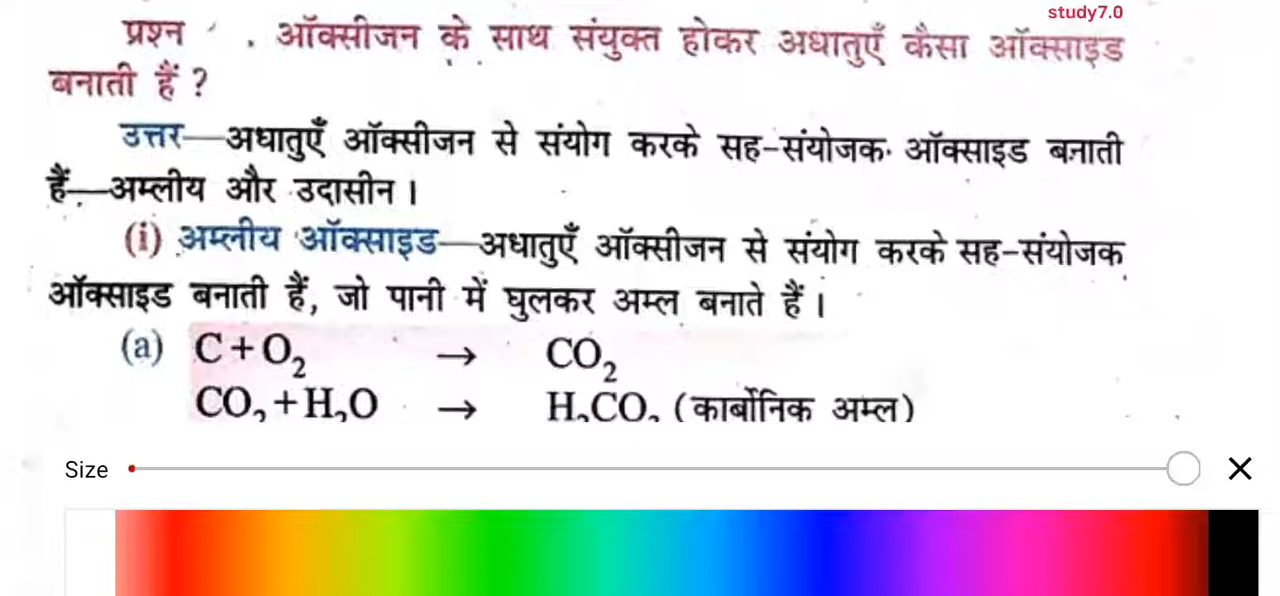 study7.0
प्रश्न . ऑक्सीजन के साथ संयुक्त होकर अधातुएँ कैसा ऑक्साइड
बनाती हैं ?
उत्तर—अधातुएँ ऑक्सीजन से संयोग करके सह-संयोजक ऑक्साइड बनाती
हैं—अम्लीय और उदासीन ।
(i) अम्लीय ऑक्साइड—अधातुएँ ऑक्सीजन से संयोग करके सह-संयोजक
ऑक्साइड बनाती हैं, जो पानी में घुलकर अम्ल बनाते हैं ।
(a) C+O₂ → CO₂
CO₂+H₂O → H₂CO₃ (कार्बोनिक अम्ल)
Size